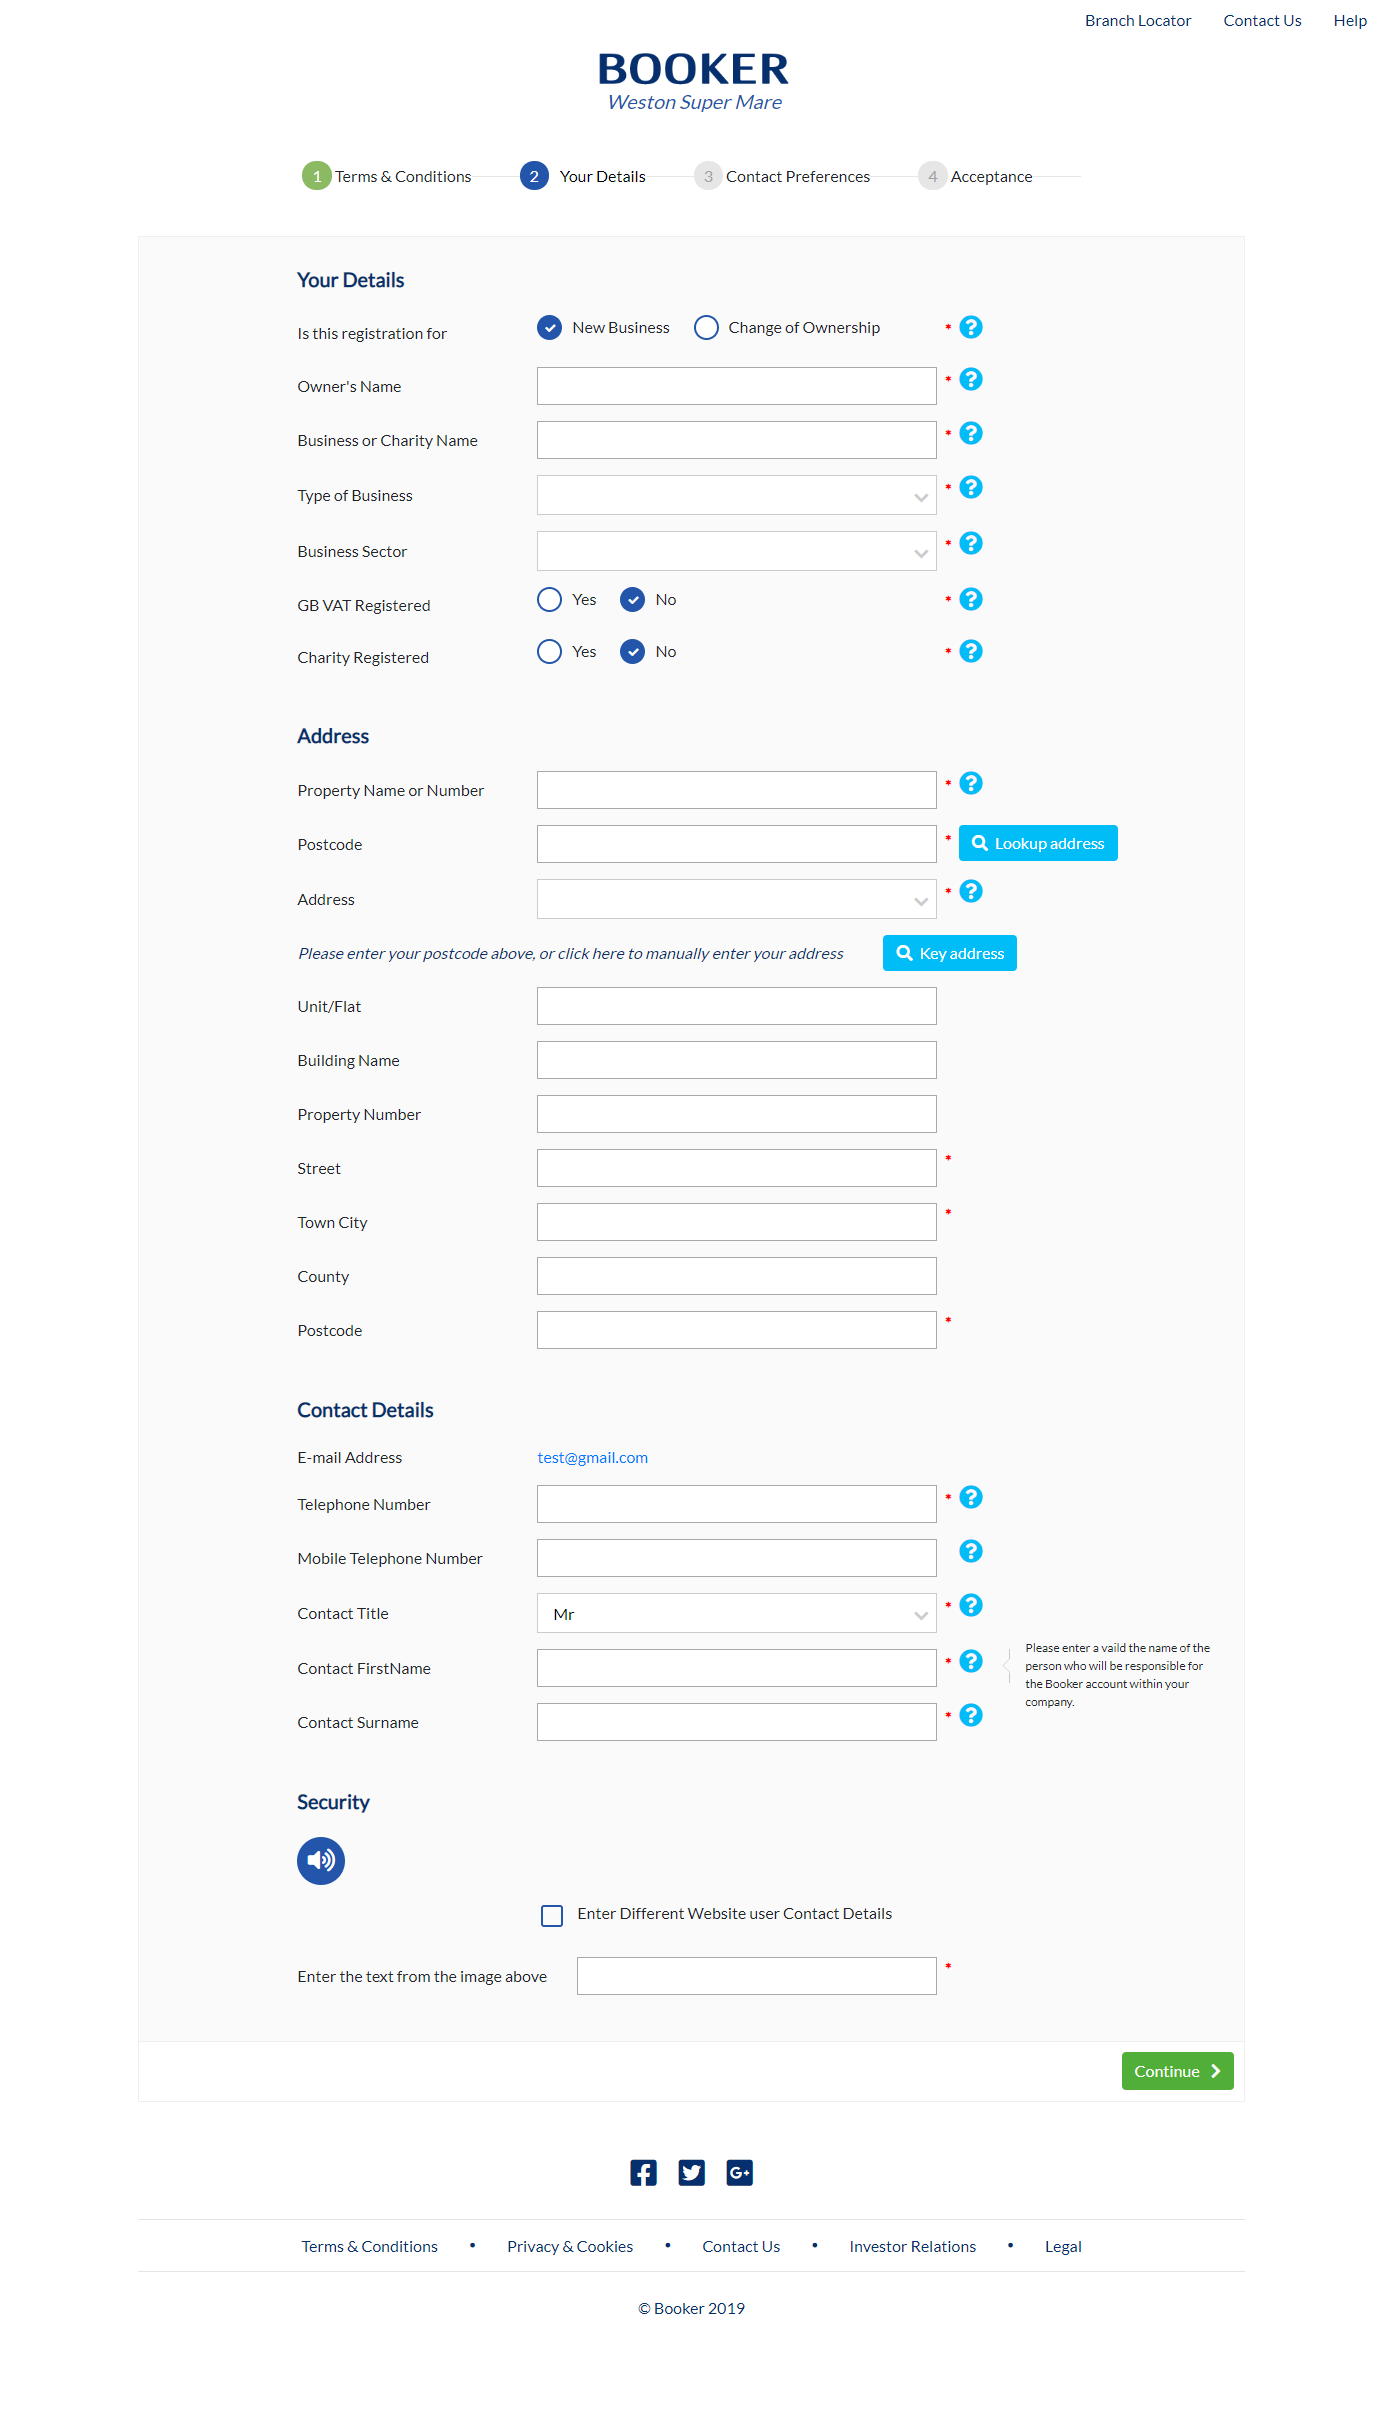 Branch Locator Contact Us Help
BOOKER
Weston Super Mare
1 Terms & Conditions 2 Your Details 3 Contact Preferences 4 Acceptance
Your Details
Is this registration for New Business Change of Ownership * ?
Owner's Name * ?
Business or Charity Name * ?
Type of Business * ?
Business Sector * ?
GB VAT Registered Yes No * ?
Charity Registered Yes No * ?
Address
Property Name or Number * ?
Postcode * Lookup address
Address * ?
Please enter your postcode above, or click here to manually enter your address Key address
Unit/Flat
Building Name
Property Number
Street *
Town City *
County
Postcode *
Contact Details
E-mail Address test@gmail.com
Telephone Number * ?
Mobile Telephone Number ?
Contact Title Mr * ?
Contact FirstName * ?
Please enter a vaild the name of the
person who will be responsible for
the Booker account within your
company.
Contact Surname * ?
Security
Enter Different Website user Contact Details
Enter the text from the image above *
Continue
Terms & Conditions • Privacy & Cookies • Contact Us • Investor Relations • Legal
© Booker 2019